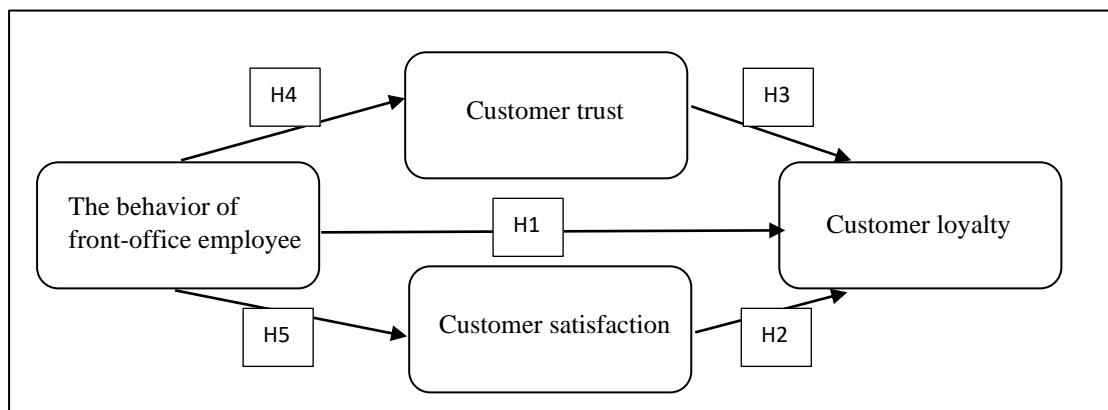 H4
Customer trust
H3
The behavior of
front-office employee
H1
Customer loyalty
H5
Customer satisfaction
H2